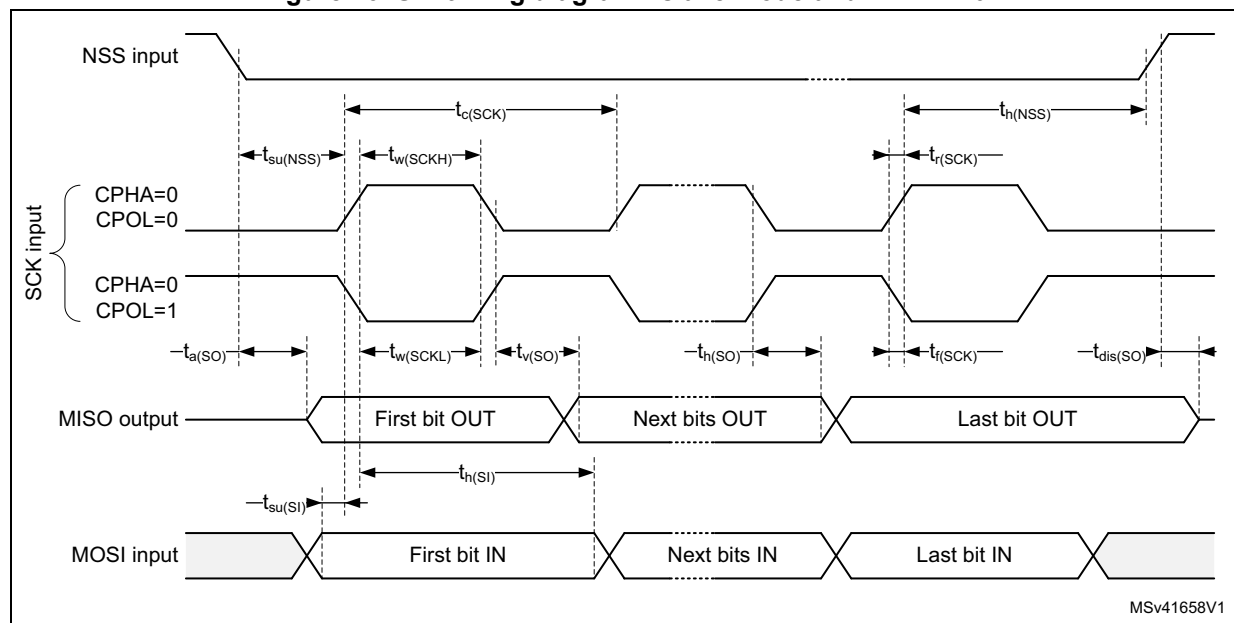 NSS input
tc(SCK)
th(NSS)
tsu(NSS)
tw(SCKH)
tr(SCK)
SCK input
CPHA=0
CPOL=0
CPHA=0
CPOL=1
ta(SO)
tw(SCKL)
tv(SO)
th(SO)
tf(SCK)
tdis(SO)
MISO output
First bit OUT
Next bits OUT
Last bit OUT
th(SI)
tsu(SI)
MOSI input
First bit IN
Next bits IN
Last bit IN
MSv41658V1